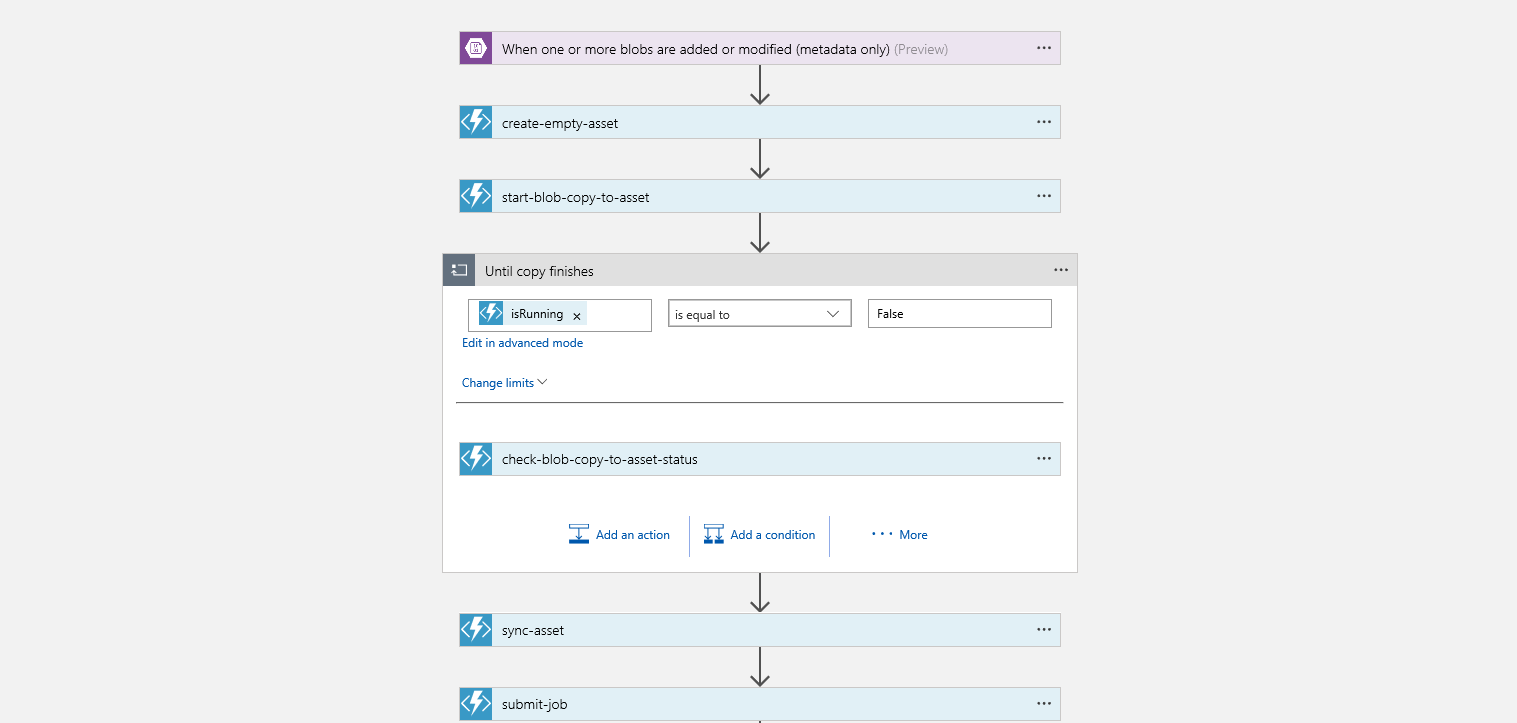 When one or more blobs are added or modified (metadata only) (Preview)
create-empty-asset
start-blob-copy-to-asset
Until copy finishes
isRunning × is equal to False
Edit in advanced mode
Change limits
check-blob-copy-to-asset-status
Add an action Add a condition ··· More
sync-asset
submit-job